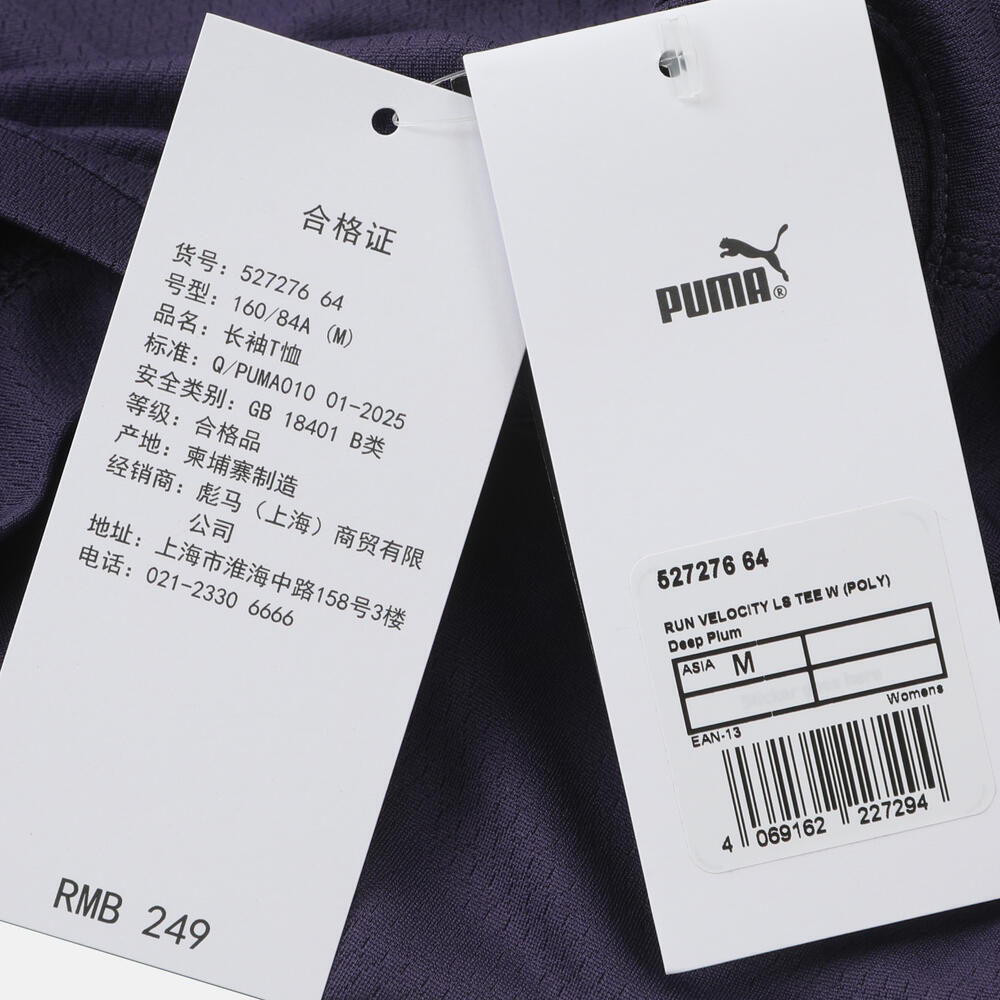 合格证
货号: 527276 64
号型: 160/84A (M)
品名: 长袖T恤
标准: Q/PUMA010 01-2025
安全类别: GB 18401 B类
等级: 合格品
产地: 柬埔寨制造
经销商: 彪马（上海）商贸有限
公司
地址: 上海市淮海中路158号3楼
电话: 021-2330 6666
RMB 249
PUMA®
527276 64
RUN VELOCITY LS TEE W (POLY)
Deep Plum
ASIA M
Womens
EAN-13
4 069162 227294